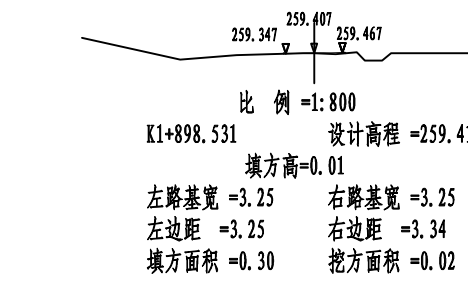 259.407
259.347 259.467
比 例 =1:800
K1+898.531 设计高程 =259.41
填方高=0.01
左路基宽 =3.25 右路基宽 =3.25
左边距 =3.25 右边距 =3.34
填方面积 =0.30 挖方面积 =0.02